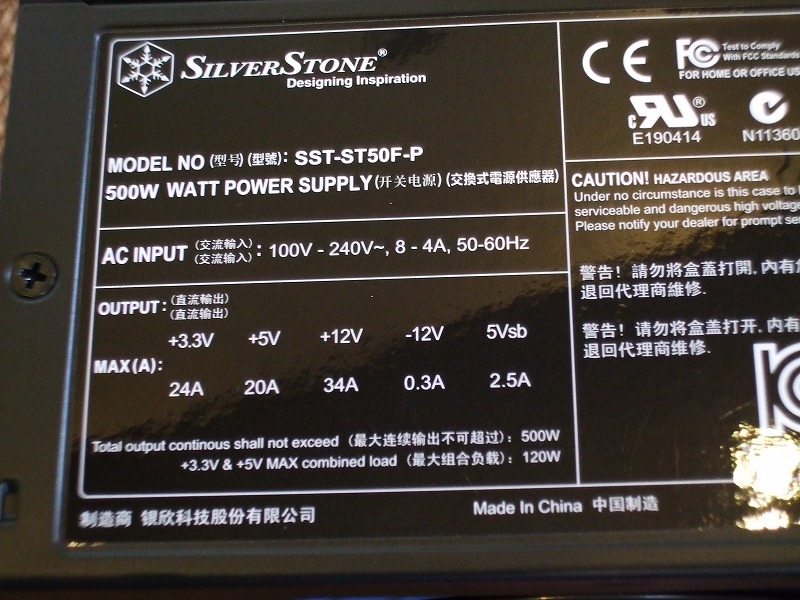 SILVERSTONE®
Designing Inspiration
MODEL NO (型号) (型號): SST-ST50F-P
500W WATT POWER SUPPLY (开关电源) (交換式電源供應器)
AC INPUT (交流輸入) (交流输入): 100V - 240V~, 8 - 4A, 50-60Hz
OUTPUT: (直流輸出) (直流输出)
+3.3V +5V +12V -12V 5Vsb
MAX(A):
24A 20A 34A 0.3A 2.5A
Total output continous shall not exceed (最大连续输出不可超过): 500W
+3.3V & +5V MAX combined load (最大组合负载): 120W
CE FC Test to Comply
With FCC Standards
FOR HOME OR OFFICE US
c RU® US
E190414 N11360
CAUTION! HAZARDOUS AREA
Under no circumstance is this case to
serviceable and dangerous high voltage
Please notify your dealer for prompt
警告! 請勿將盒蓋打開, 內有
退回代理商維修.
警告! 请勿将盒盖打开, 内有
退回代理商维修.
制造商 银欣科技股份有限公司
Made In China 中国制造